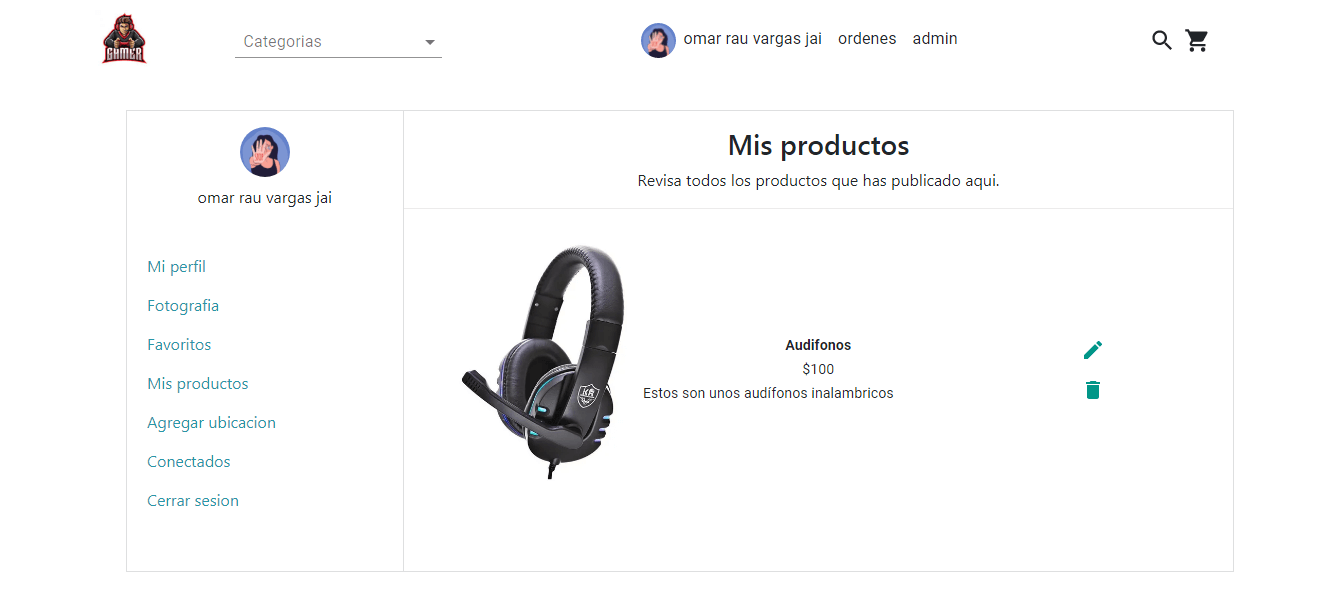 GAMER
Categorias
omar rau vargas jai
ordenes
admin
omar rau vargas jai
Mi perfil
Fotografia
Favoritos
Mis productos
Agregar ubicacion
Conectados
Cerrar sesion
Mis productos
Revisa todos los productos que has publicado aqui.
Audifonos
$100
Estos son unos audífonos inalambricos